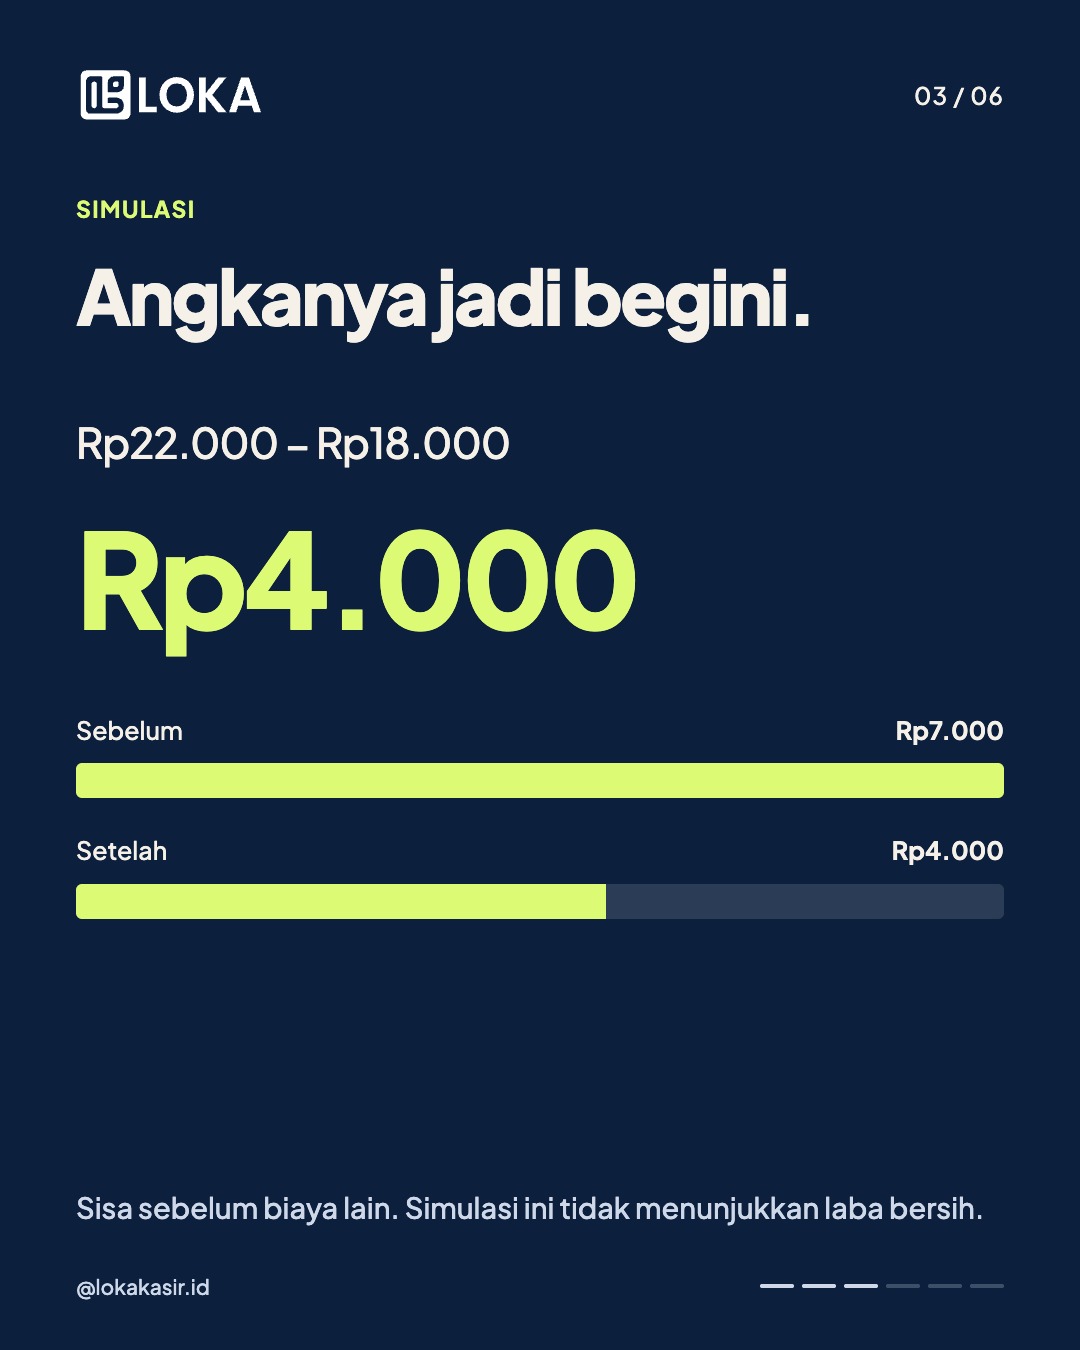 LOKA
03 / 06
SIMULASI
Angkanya jadi begini.
Rp22.000 – Rp18.000
Rp4.000
Sebelum
Rp7.000
Setelah
Rp4.000
Sisa sebelum biaya lain. Simulasi ini tidak menunjukkan laba bersih.
@lokakasir.id